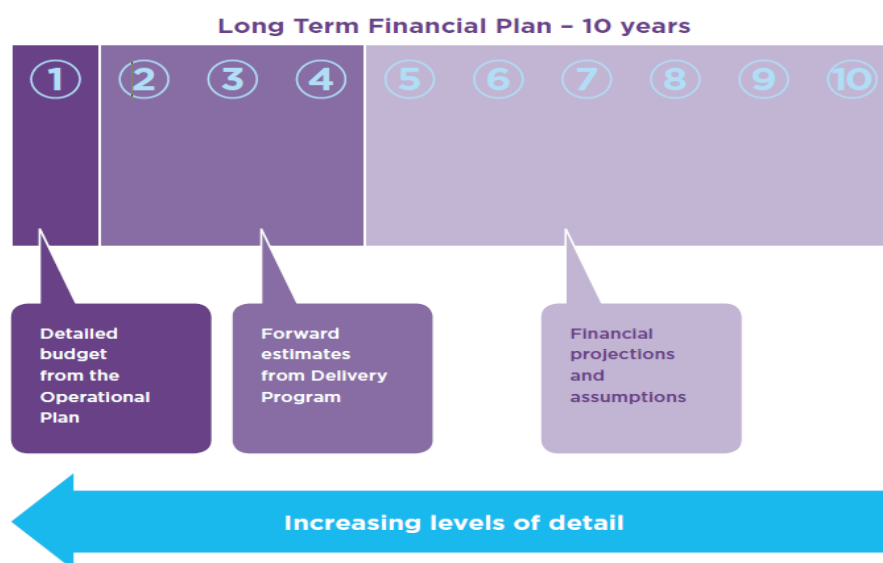 Long Term Financial Plan – 10 years
1 2 3 4 5 6 7 8 9 10
Detailed
budget
from the
Operational
Plan
Forward
estimates
from Delivery
Program
Financial
projections
and
assumptions
Increasing levels of detail